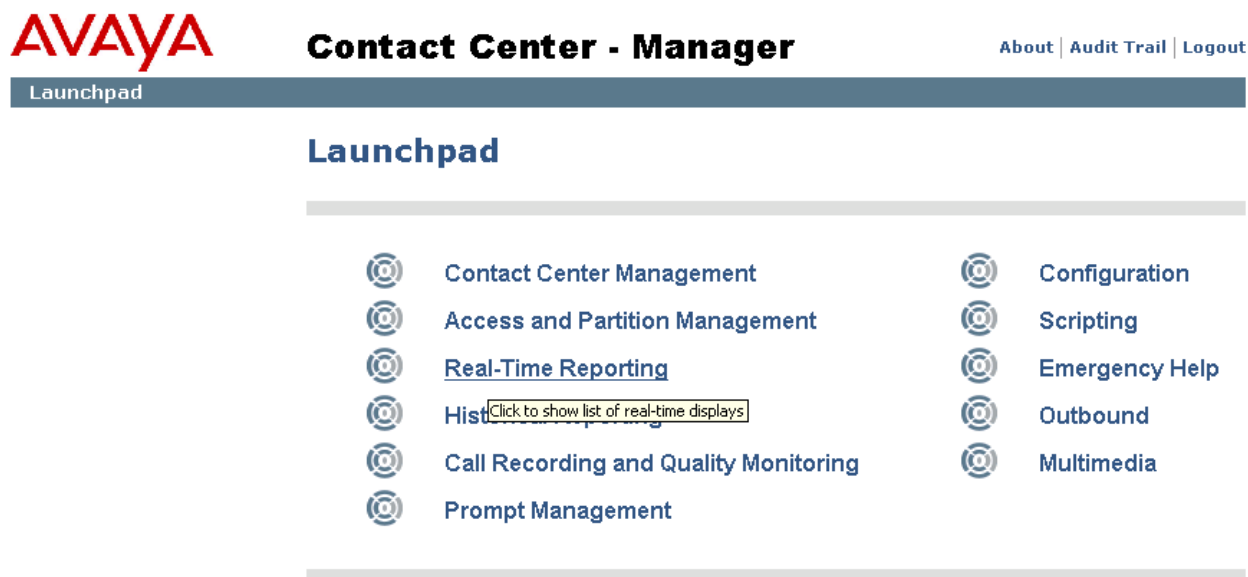 AVAYA
Contact Center - Manager
About | Audit Trail | Logout
Launchpad
Launchpad
Contact Center Management
Access and Partition Management
Real-Time Reporting
Click to show list of real-time displays
Call Recording and Quality Monitoring
Prompt Management
Configuration
Scripting
Emergency Help
Outbound
Multimedia